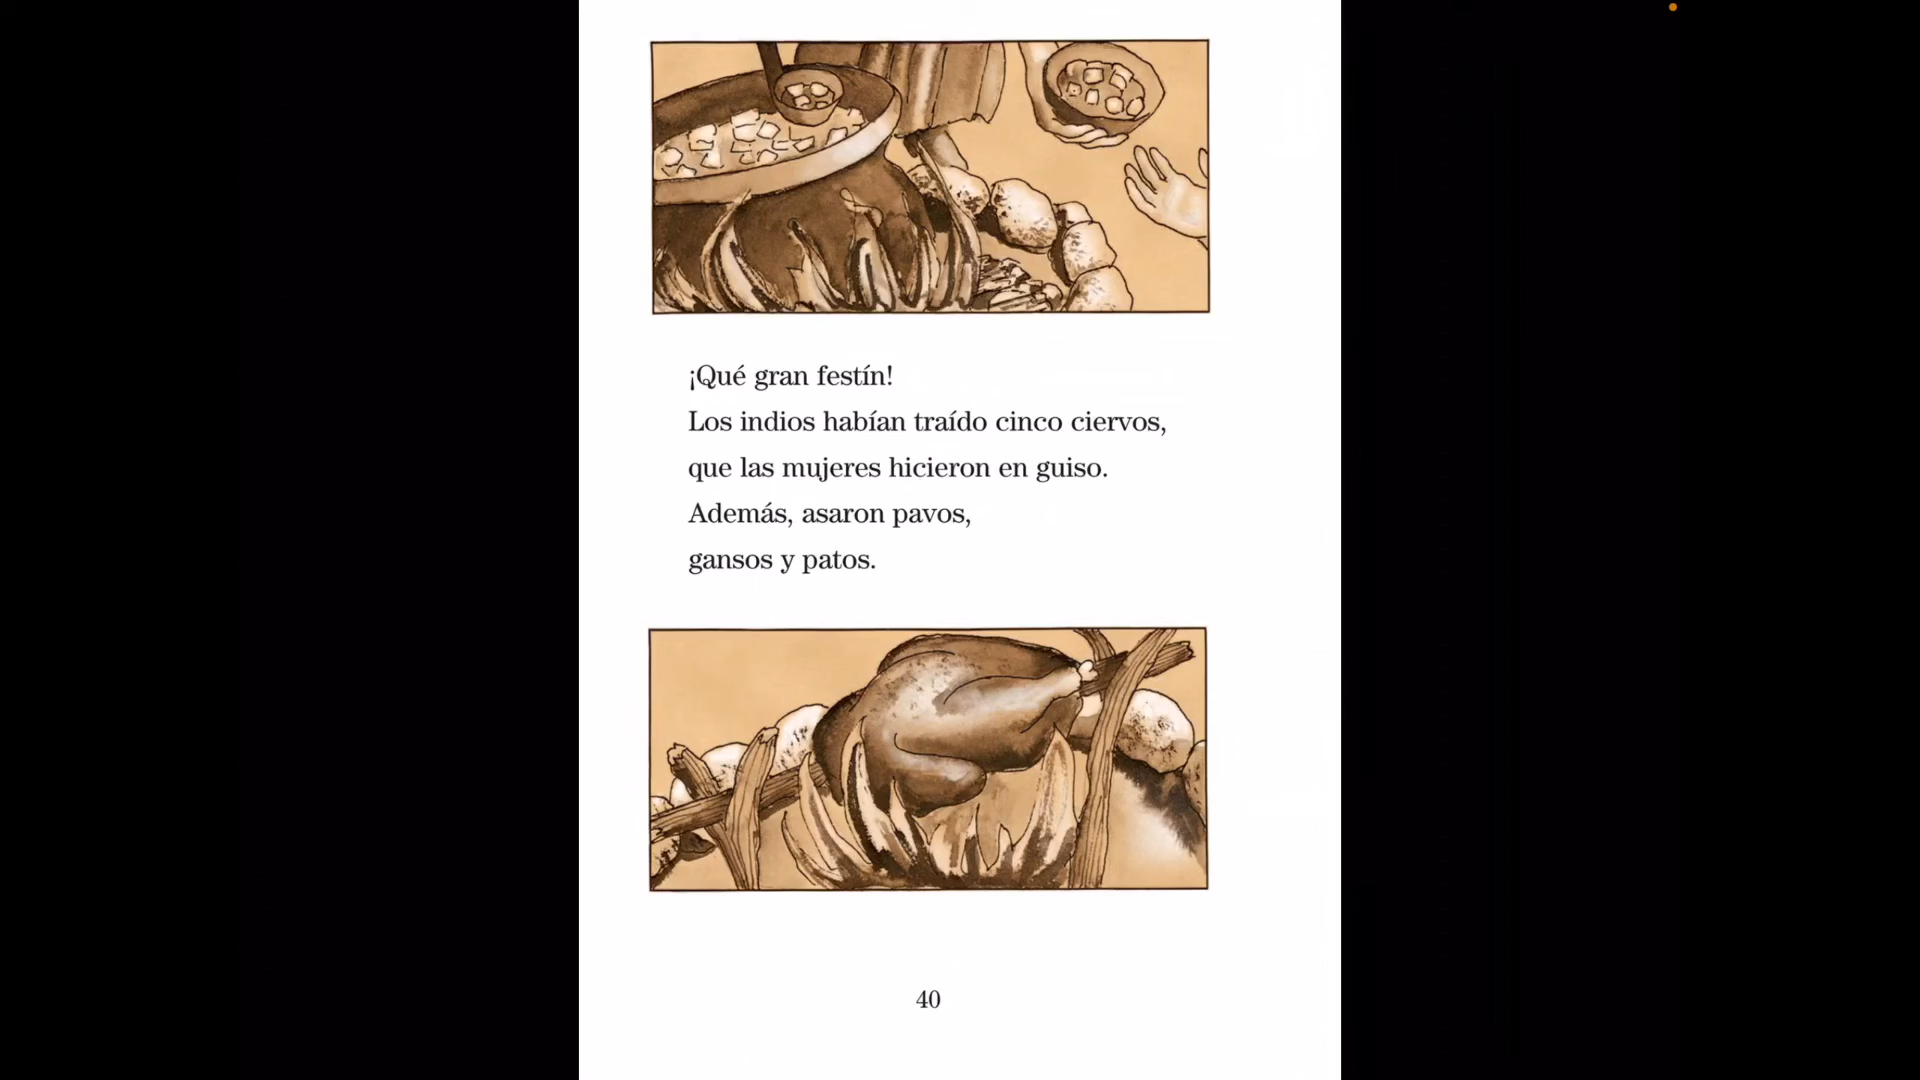 ¡Qué gran festín!
Los indios habían traído cinco ciervos,
que las mujeres hicieron en guiso.
Además, asaron pavos,
gansos y patos.
40